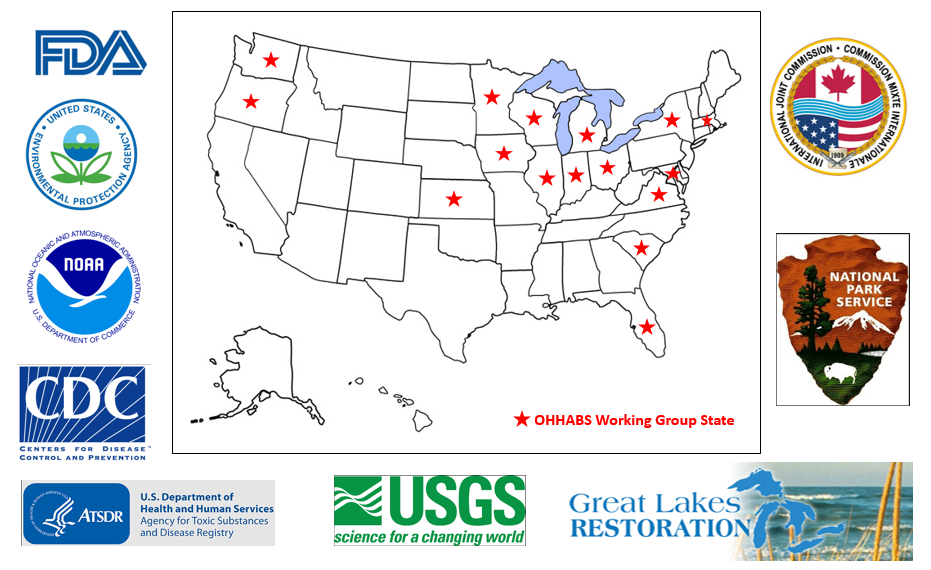 FDA
UNITED STATES
ENVIRONMENTAL PROTECTION AGENCY
NATIONAL OCEANIC AND ATMOSPHERIC ADMINISTRATION
NOAA
U.S. DEPARTMENT OF COMMERCE
CDC
CENTERS FOR DISEASE
CONTROL AND PREVENTION
INTERNATIONAL JOINT COMMISSION • COMMISSION MIXTE INTERNATIONALE
1909
NATIONAL
PARK
SERVICE
OHHABS Working Group State
ATSDR
U.S. Department of
Health and Human Services
Agency for Toxic Substances
and Disease Registry
USGS
science for a changing world
Great Lakes
RESTORATION